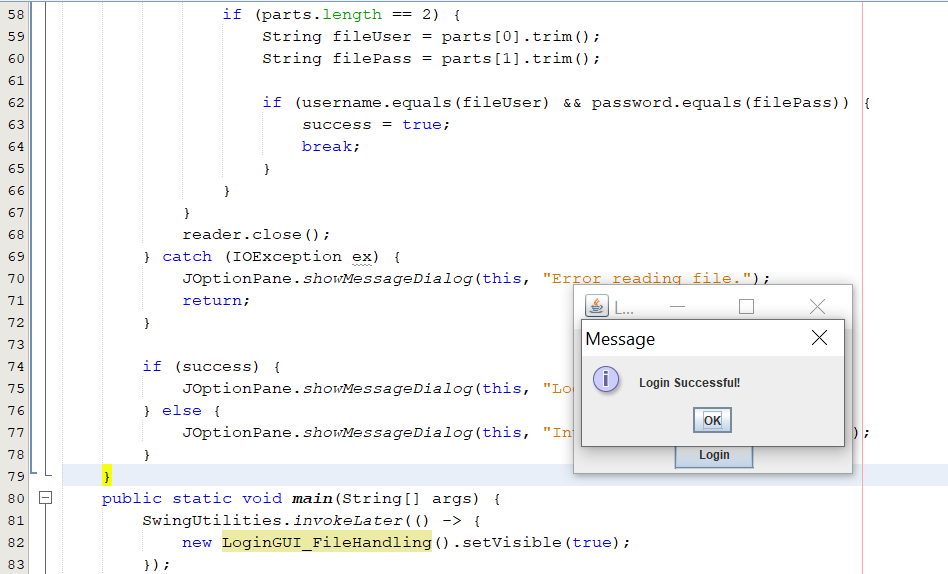 58 if (parts.length == 2) {
59 String fileUser = parts[0].trim();
60 String filePass = parts[1].trim();
61
62 if (username.equals(fileUser) && password.equals(filePass)) {
63 success = true;
64 break;
65 }
66 }
67 }
68 reader.close();
69 } catch (IOException ex) {
70 JOptionPane.showMessageDialog(this, "Error reading file.");
71 return;
72 }
73
74 if (success) {
75 JOptionPane.showMessageDialog(this, "Lo
76 } else {
77 JOptionPane.showMessageDialog(this, "In );
78 }
79 }
80 public static void main(String[] args) {
81 SwingUtilities.invokeLater(() -> {
82 new LoginGUI_FileHandling().setVisible(true);
83 });
L...
Message
Login Successful!
OK
Login